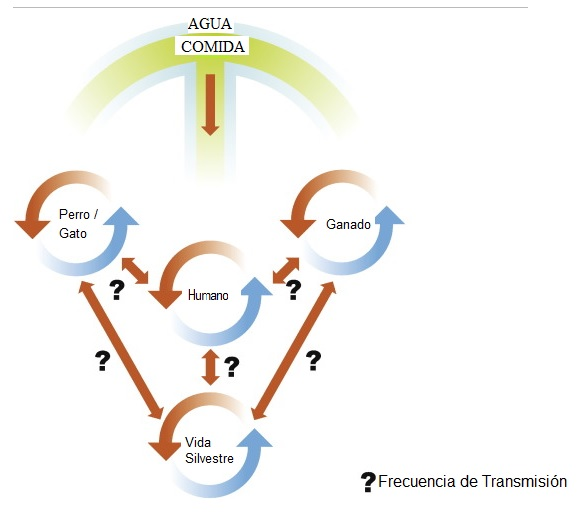 AGUA
COMIDA
Perro /
Gato
Ganado
?
Humano
?
?
?
?
Vida
Silvestre
? Frecuencia de Transmisión